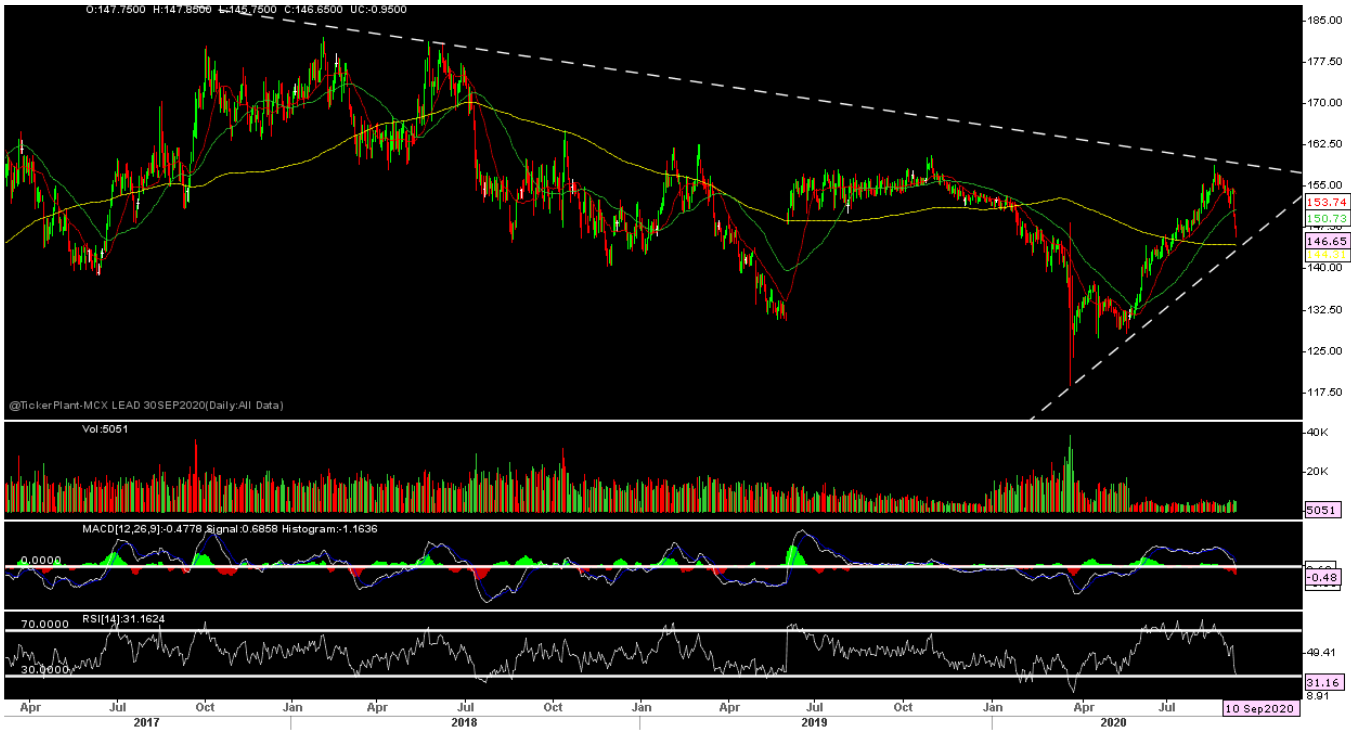 O:147.7500 H:147.8500 L:145.7500 C:146.6500 UC:-0.9500
185.00
177.50
170.00
162.50
155.00
153.74
150.73
147.50
146.65
144.31
140.00
132.50
125.00
117.50
@TickerPlant-MCX LEAD 30SEP2020(Daily:All Data)
Vol:5051
40K
20K
5051
MACD[12,26,9]:-0.4778 Signal:0.6858 Histogram:-1.1636
0.0000
-0.48
RSI[14]:31.1624
70.0000
49.41
30.0000
31.16
8.91
Apr Jul Oct Jan Apr Jul Oct Jan Apr Jul Oct Jan Apr Jul 10 Sep2020
2017 2018 2019 2020